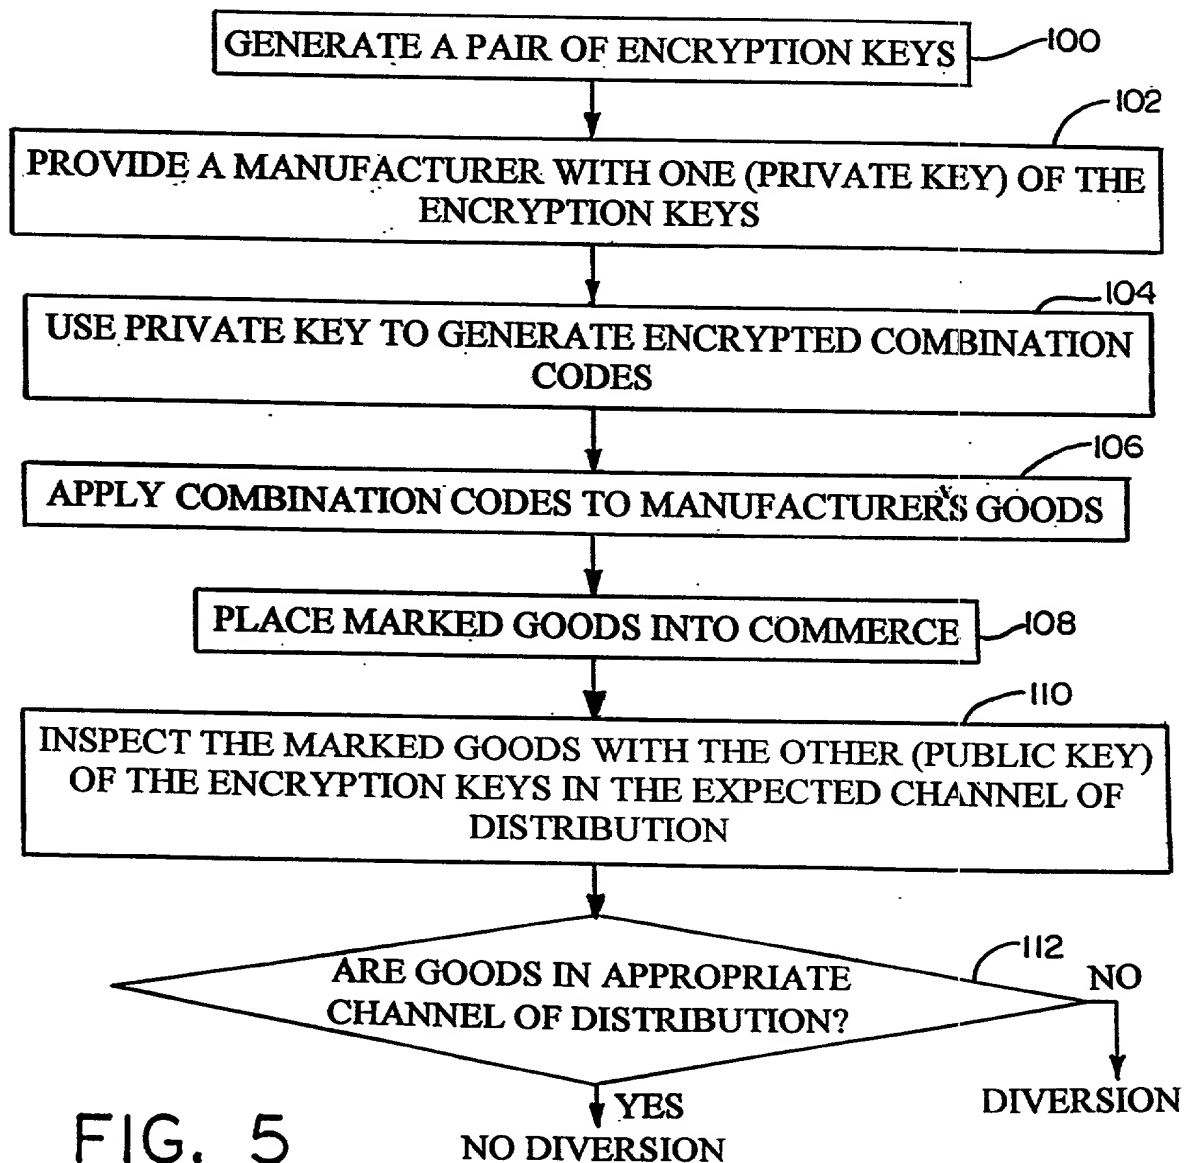 GENERATE A PAIR OF ENCRYPTION KEYS
100
102
PROVIDE A MANUFACTURER WITH ONE (PRIVATE KEY) OF THE
ENCRYPTION KEYS
104
USE PRIVATE KEY TO GENERATE ENCRYPTED COMBINATION
CODES
106
APPLY COMBINATION CODES TO MANUFACTURER'S GOODS
PLACE MARKED GOODS INTO COMMERCE
108
110
INSPECT THE MARKED GOODS WITH THE OTHER (PUBLIC KEY)
OF THE ENCRYPTION KEYS IN THE EXPECTED CHANNEL OF
DISTRIBUTION
112
ARE GOODS IN APPROPRIATE
CHANNEL OF DISTRIBUTION?
NO
DIVERSION
YES
NO DIVERSION
FIG. 5